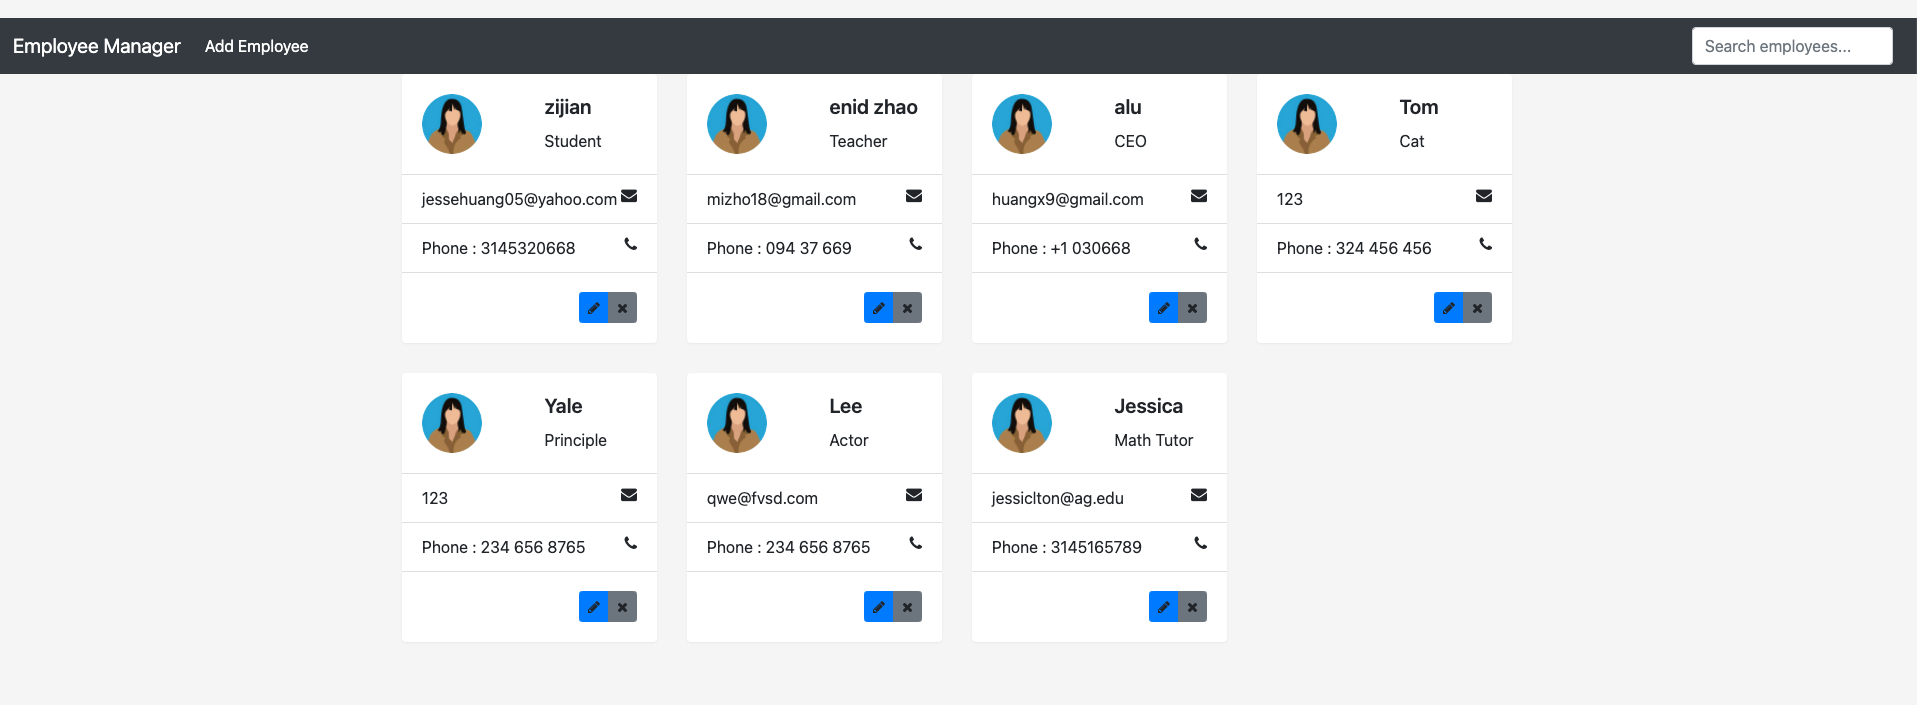 Employee Manager Add Employee Search employees...
zijian
Student
jessehuang05@yahoo.com
Phone : 3145320668
enid zhao
Teacher
mizho18@gmail.com
Phone : 094 37 669
alu
CEO
huangx9@gmail.com
Phone : +1 030668
Tom
Cat
123
Phone : 324 456 456
Yale
Principle
123
Phone : 234 656 8765
Lee
Actor
qwe@fvsd.com
Phone : 234 656 8765
Jessica
Math Tutor
jessiclton@ag.edu
Phone : 3145165789